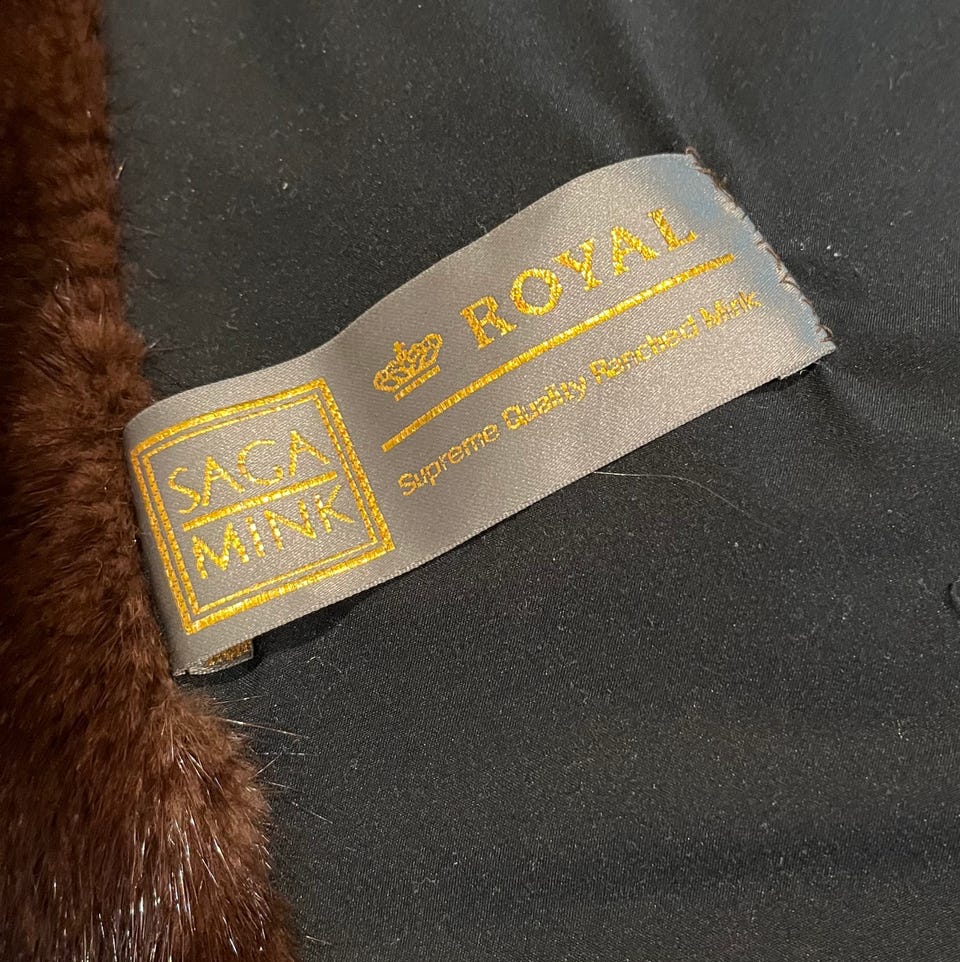 SAGA
MINK
ROYAL
Supreme Quality Ranched Mink